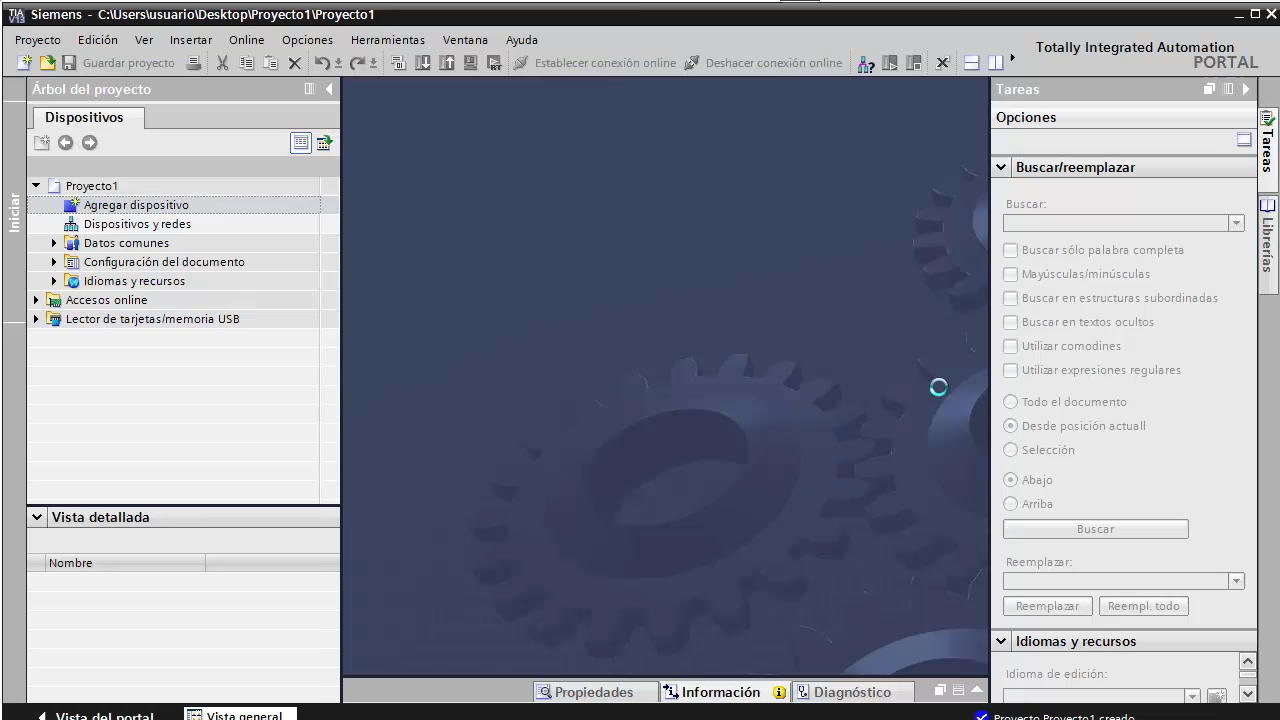 TIA V13 Siemens - C:\Users\usuario\Desktop\Proyecto1\Proyecto1
Proyecto Edición Ver Insertar Online Opciones Herramientas Ventana Ayuda
Totally Integrated Automation
PORTAL
Guardar proyecto Establecer conexión online Deshacer conexión online
Árbol del proyecto
Dispositivos
Iniciar
Proyecto1
Agregar dispositivo
Dispositivos y redes
Datos comunes
Configuración del documento
Idiomas y recursos
Accesos online
Lector de tarjetas/memoria USB
Vista detallada
Nombre
Propiedades Información Diagnóstico
Tareas
Opciones
Buscar/reemplazar
Buscar:
Buscar sólo palabra completa
Mayúsculas/minúsculas
Buscar en estructuras subordinadas
Buscar en textos ocultos
Utilizar comodines
Utilizar expresiones regulares
Todo el documento
Desde posición actuall
Selección
Abajo
Arriba
Buscar
Reemplazar:
Reemplazar Reempl. todo
Idiomas y recursos
Idioma de edición:
Tareas
Librerías
Vista del portal Vista general Proyecto Proyecto1 creado